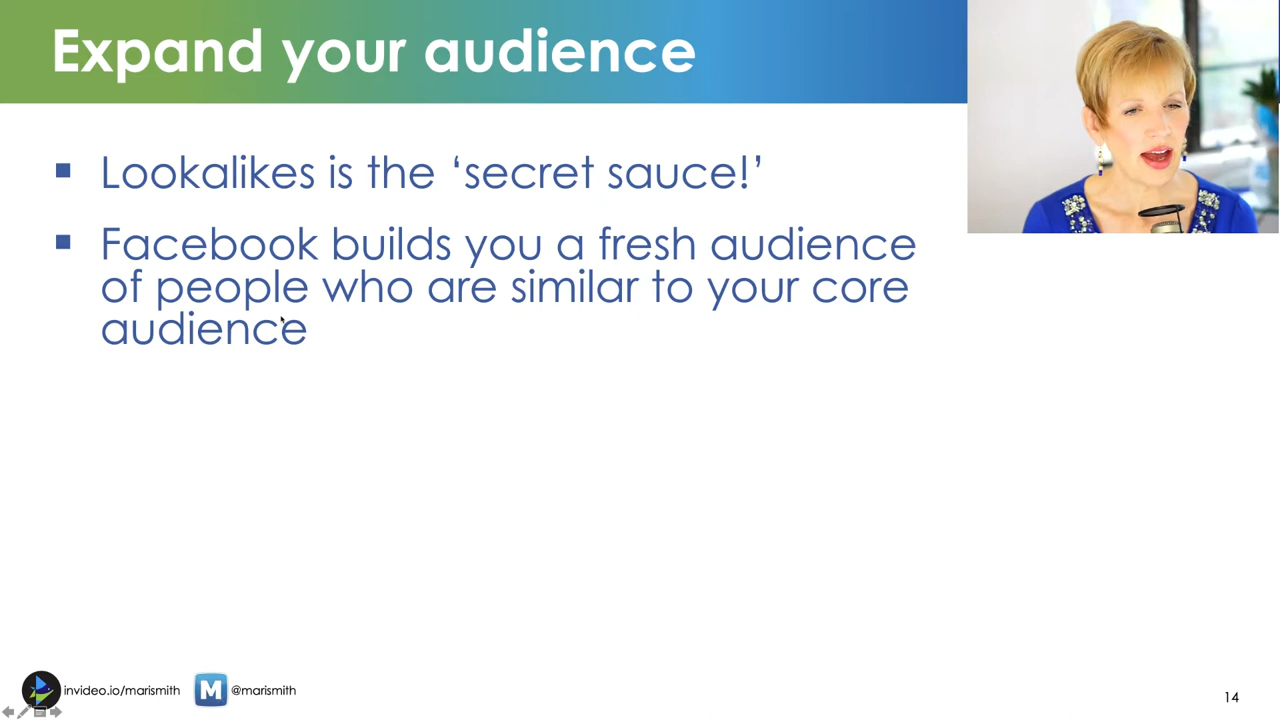 Expand your audience
Lookalikes is the ‘secret sauce!’
Facebook builds you a fresh audience
of people who are similar to your core
audience
invideo.io/marismith
M
@marismith
14